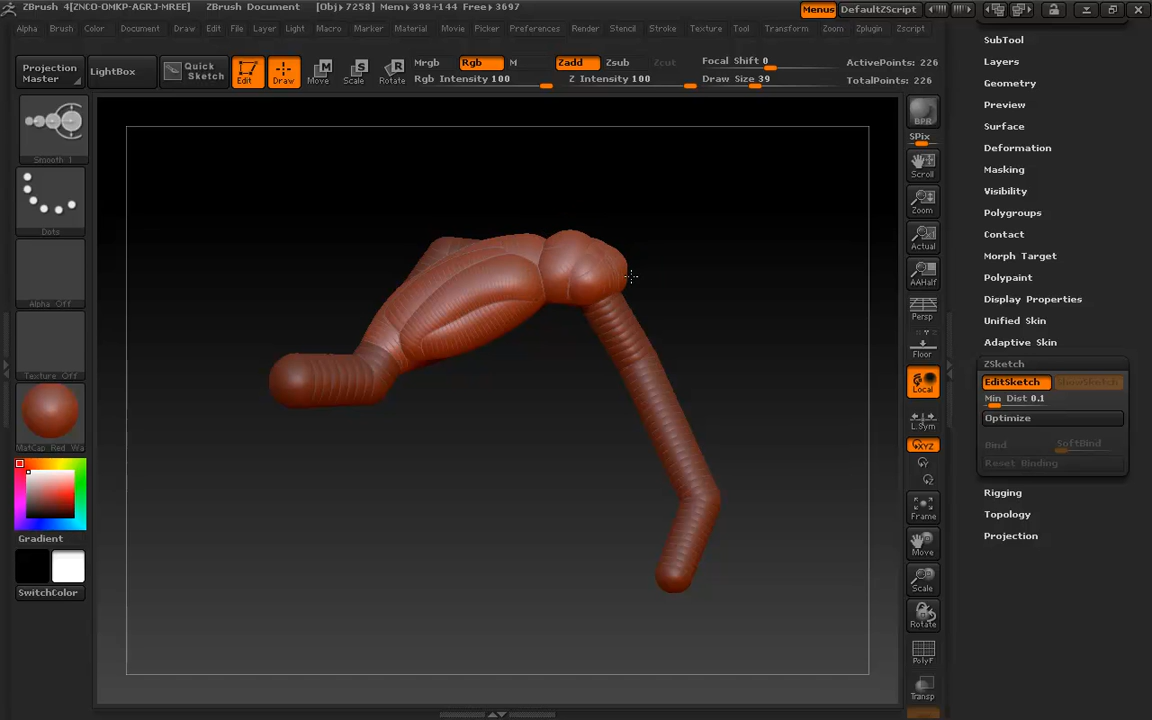 ZBrush 4[ZNCO-OMKP-AGRJ-MREE] ZBrush Document [Obj▸7258] Mem▸398+144 Free▸3697 Menus DefaultZScript
Alpha Brush Color Document Draw Edit File Layer Light Macro Marker Material Movie Picker Preferences Render Stencil Stroke Texture Tool Transform Zoom Zplugin Zscript
Projection
Master
LightBox
Quick
Sketch
Edit
Draw
Move
Scale
Rotate
Mrgb Rgb M
Rgb Intensity 100
Zadd Zsub Zcut
Z Intensity 100
Focal Shift 0
Draw Size 39
ActivePoints: 226
TotalPoints: 226
Smooth 1
Dots
Alpha Off
Texture Off
MatCap Red Wa
Gradient
SwitchColor
BPR
SPix
Scroll
Zoom
Actual
AAHalf
Persp
Floor
Local
L.Sym
XYZ
Frame
Move
Scale
Rotate
PolyF
Transp
SubTool
Layers
Geometry
Preview
Surface
Deformation
Masking
Visibility
Polygroups
Contact
Morph Target
Polypaint
Display Properties
Unified Skin
Adaptive Skin
ZSketch
EditSketch ShowSketch
Min Dist 0.1
Optimize
Bind SoftBind
Reset Binding
Rigging
Topology
Projection